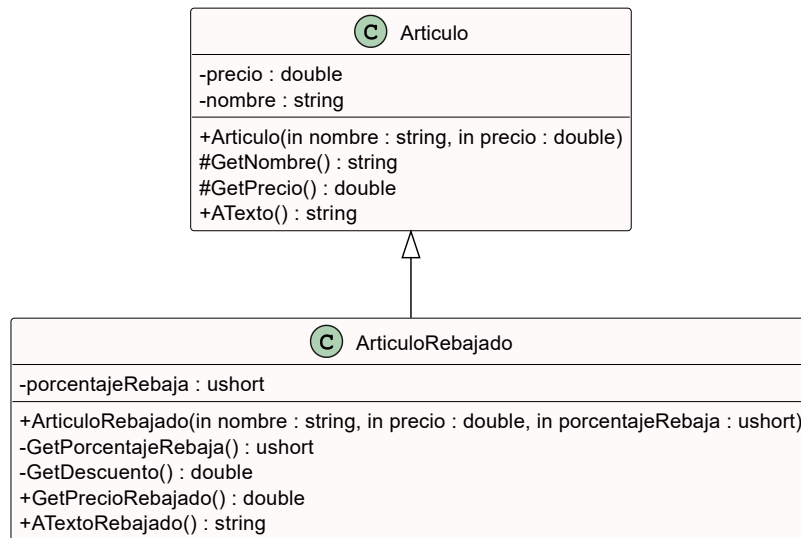 C Articulo
-precio : double
-nombre : string
+Articulo(in nombre : string, in precio : double)
#GetNombre() : string
#GetPrecio() : double
+ATexto() : string
C ArticuloRebajado
-porcentajeRebaja : ushort
+ArticuloRebajado(in nombre : string, in precio : double, in porcentajeRebaja : ushort)
-GetPorcentajeRebaja() : ushort
-GetDescuento() : double
+GetPrecioRebajado() : double
+ATextoRebajado() : string